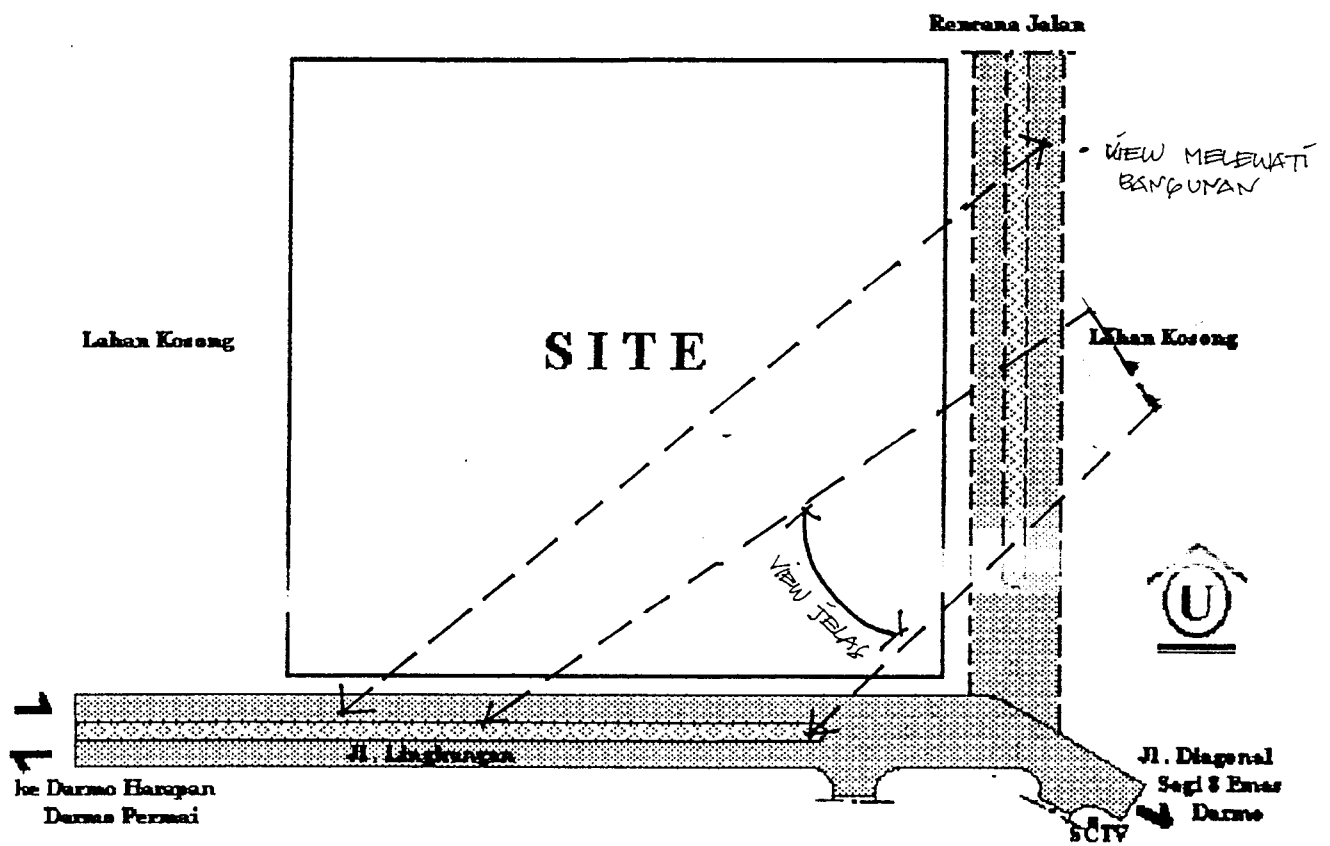 Rencana Jalan
VIEW MELEWATI
BANGUNAN
Lahan Kosong
SITE
Lahan Kosong
VIEW JELAS
U
Jl. Lingkungan
ke Darmo Harapan
Darmo Permai
Jl. Diagonal
Segi 8 Emas
Darmo
SCTV